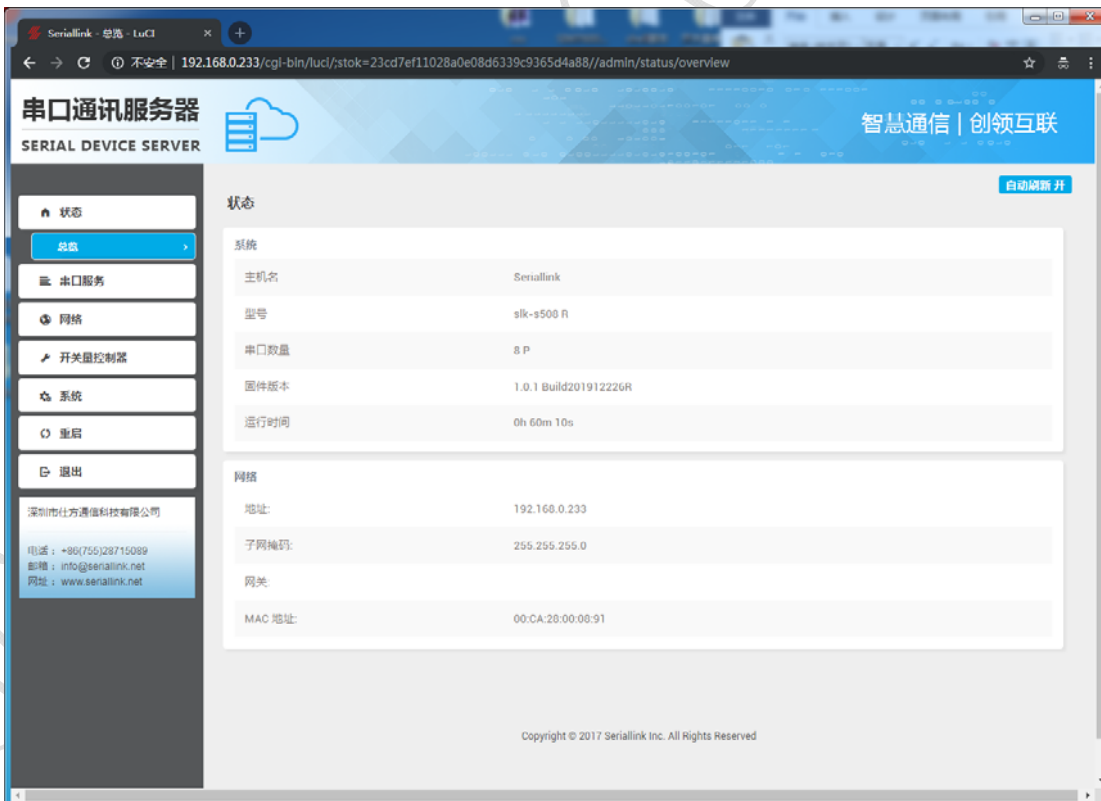 Seriallink - 总览 - LuCI
不安全 | 192.168.0.233/cgi-bin/luci/;stok=23cd7ef11028a0e08d6339c9365d4a88//admin/status/overview
串口通讯服务器
SERIAL DEVICE SERVER
智慧通信 | 创领互联
自动刷新 开
状态
总览
串口服务
网络
开关量控制器
系统
重启
退出
深圳市仕方通信科技有限公司
电话：+86(755)28715089
邮箱：info@seriallink.net
网址：www.seriallink.net
状态
系统
主机名 Seriallink
型号 slk-s508 R
串口数量 8 P
固件版本 1.0.1 Build201912226R
运行时间 0h 60m 10s
网络
地址: 192.168.0.233
子网掩码: 255.255.255.0
网关:
MAC 地址: 00:CA:28:00:08:91
Copyright © 2017 Seriallink Inc. All Rights Reserved